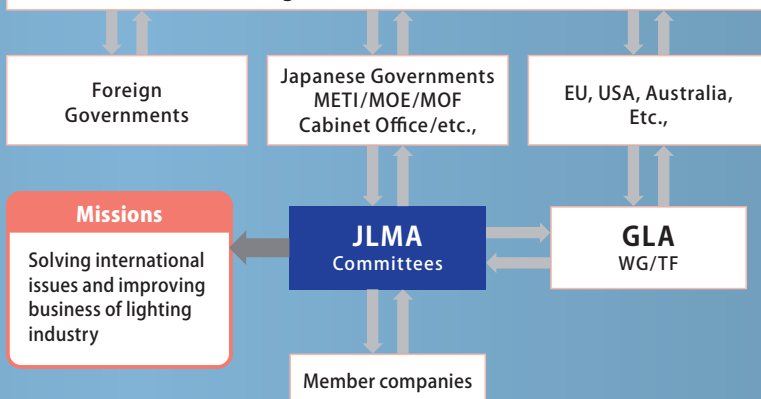 Foreign
Governments
Japanese Governments
METI/MOE/MOF
Cabinet Office/etc.,
EU, USA, Australia,
Etc.,
Missions
Solving international
issues and improving
business of lighting
industry
JLMA
Committees
GLA
WG/TF
Member companies